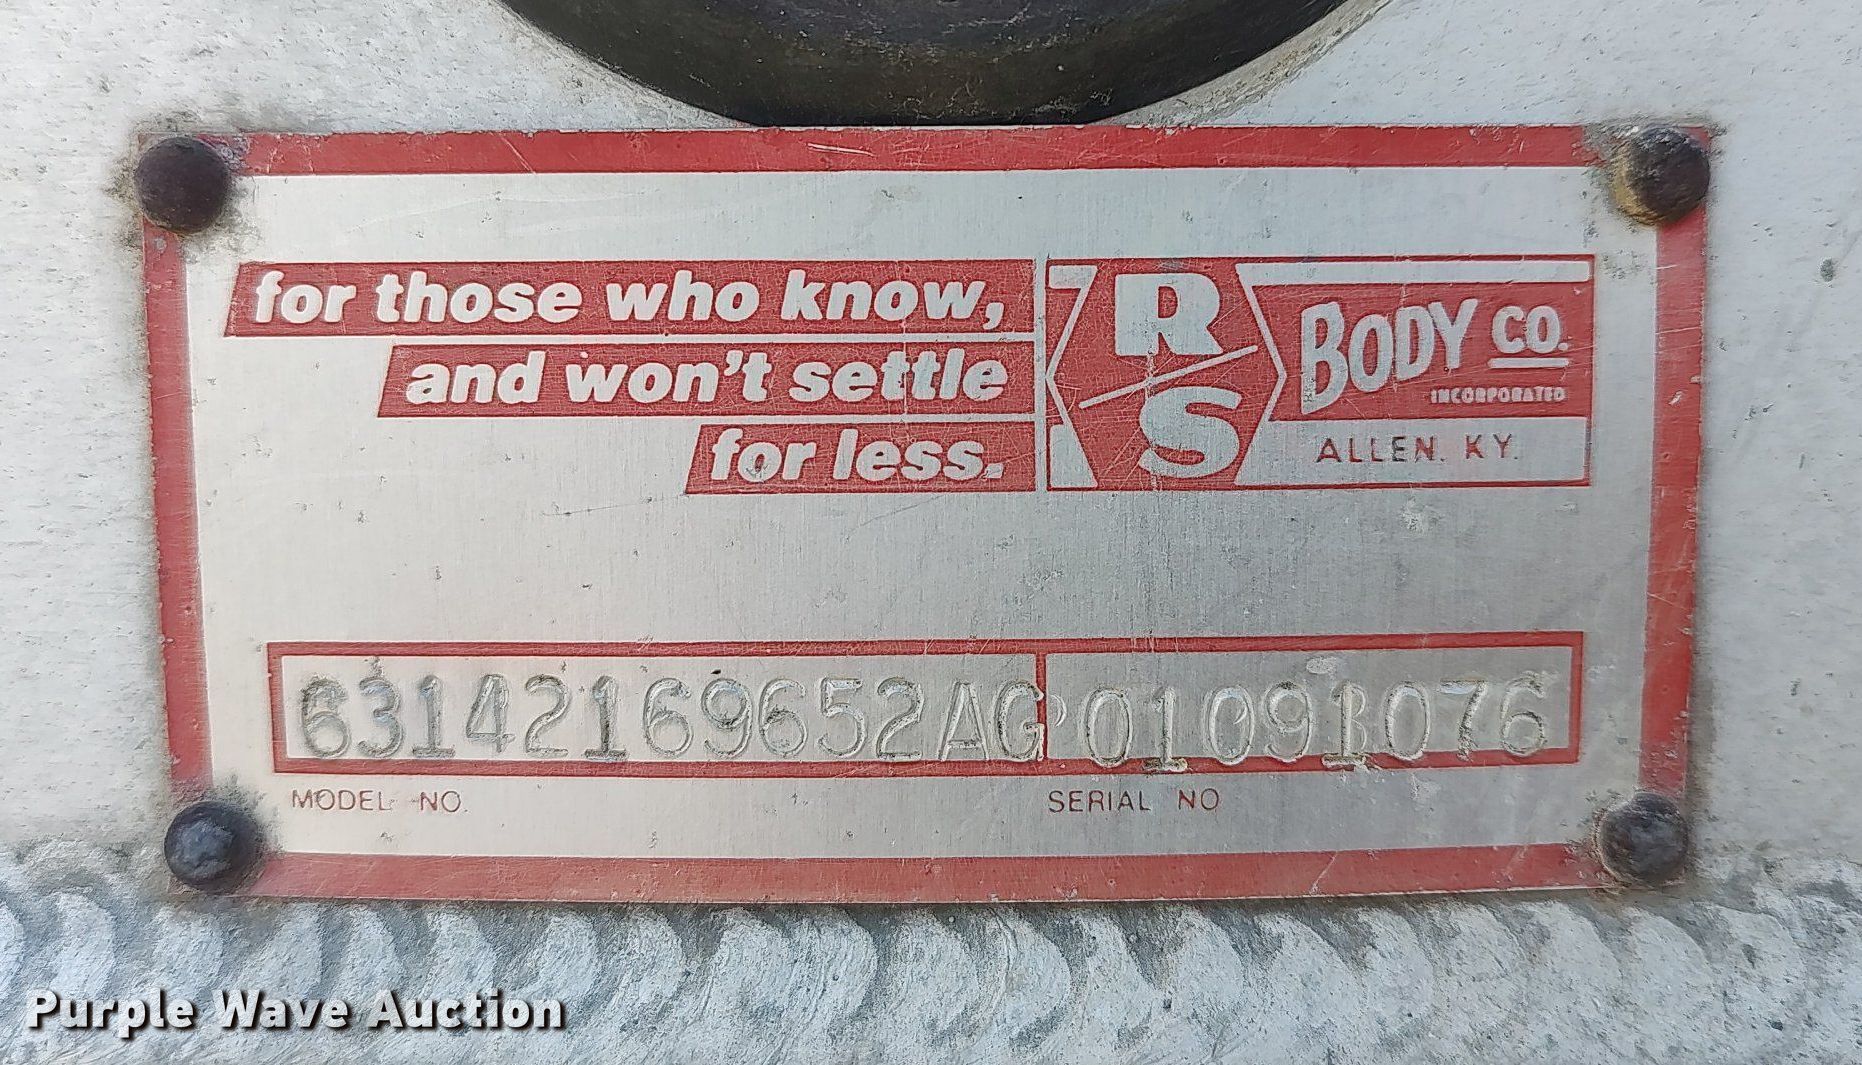 for those who know,
and won't settle
for less.
R/S
BODY CO.
INCORPORATED
ALLEN. KY.
63142169652AG
01091076
MODEL NO.
SERIAL NO
Purple Wave Auction